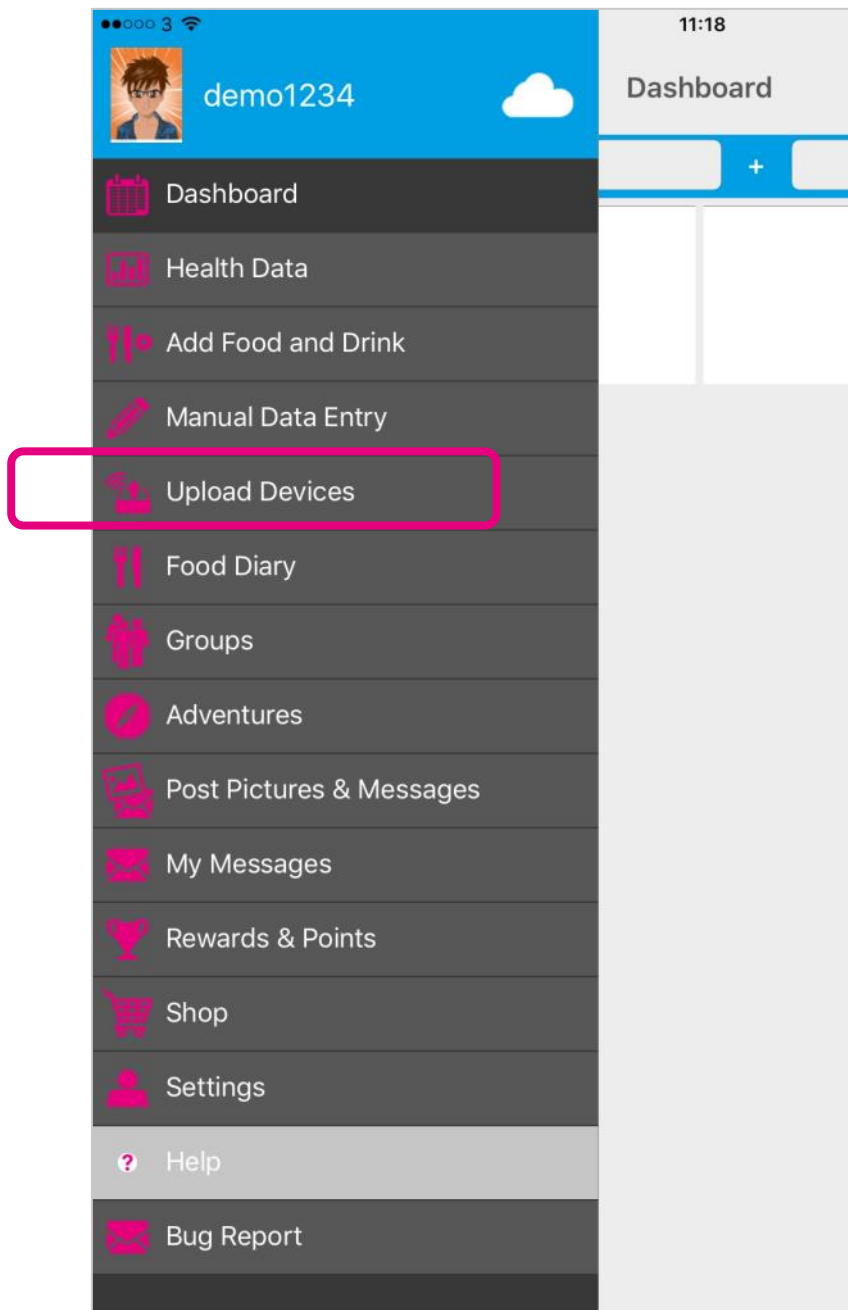 3 11:18
demo1234
Dashboard
+
Dashboard
Health Data
Add Food and Drink
Manual Data Entry
Upload Devices
Food Diary
Groups
Adventures
Post Pictures & Messages
My Messages
Rewards & Points
Shop
Settings
? Help
Bug Report